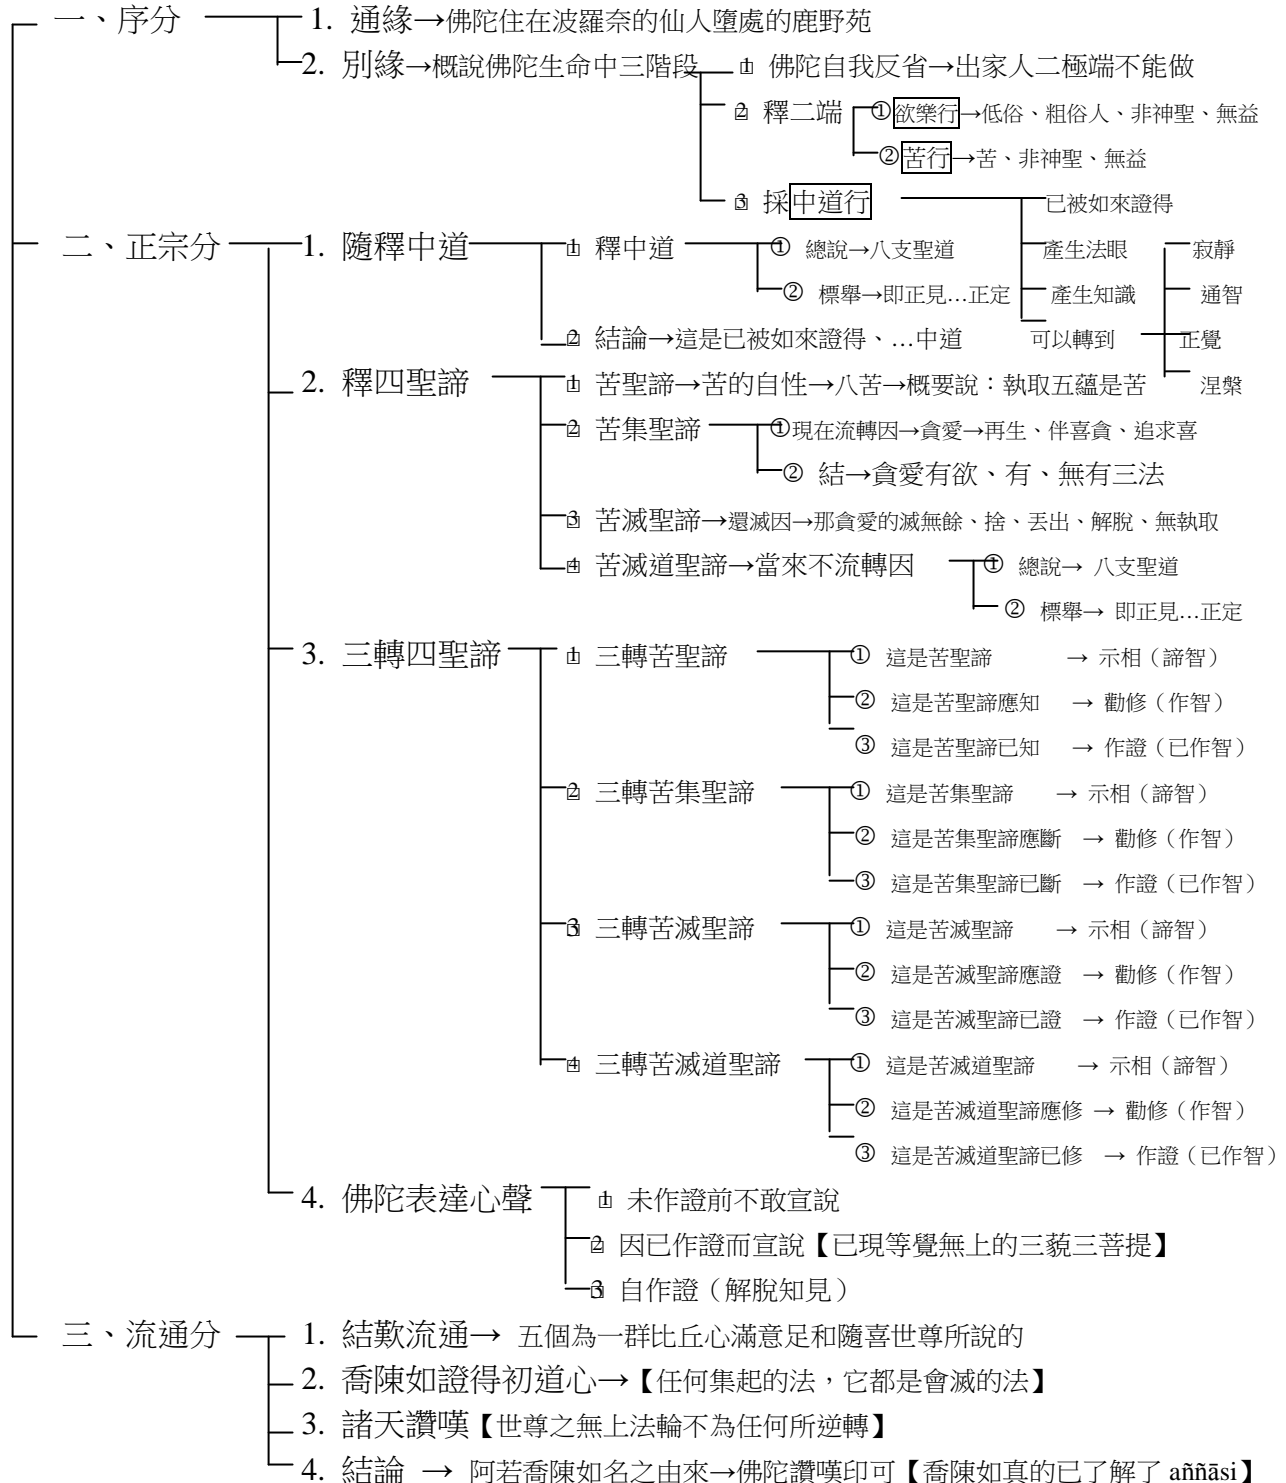 一、序分 1. 通緣→佛陀住在波羅奈的仙人墮處的鹿野苑
2. 別緣→概說佛陀生命中三階段 1 佛陀自我反省→出家人二極端不能做
2 釋二端 ①欲樂行→低俗、粗俗人、非神聖、無益
②苦行→苦、非神聖、無益
3 採中道行 已被如來證得
二、正宗分 1. 隨釋中道 1 釋中道 ① 總說→八支聖道 產生法眼 寂靜
② 標舉→即正見…正定 產生知識 通智
2 結論→這是已被如來證得、…中道 可以轉到 正覺
2. 釋四聖諦 1 苦聖諦→苦的自性→八苦→概要說：執取五蘊是苦 涅槃
2 苦集聖諦 ①現在流轉因→貪愛→再生、伴喜貪、追求喜
② 結→貪愛有欲、有、無有三法
3 苦滅聖諦→還滅因→那貪愛的滅無餘、捨、丟出、解脫、無執取
4 苦滅道聖諦→當來不流轉因 ① 總說→ 八支聖道
② 標舉→ 即正見…正定
3. 三轉四聖諦 1 三轉苦聖諦 ① 這是苦聖諦 → 示相（諦智）
② 這是苦聖諦應知 → 勸修（作智）
③ 這是苦聖諦已知 → 作證（已作智）
2 三轉苦集聖諦 ① 這是苦集聖諦 → 示相（諦智）
② 這是苦集聖諦應斷 → 勸修（作智）
③ 這是苦集聖諦已斷 → 作證（已作智）
3 三轉苦滅聖諦 ① 這是苦滅聖諦 → 示相（諦智）
② 這是苦滅聖諦應證 → 勸修（作智）
③ 這是苦滅聖諦已證 → 作證（已作智）
4 三轉苦滅道聖諦 ① 這是苦滅道聖諦 → 示相（諦智）
② 這是苦滅道聖諦應修 → 勸修（作智）
③ 這是苦滅道聖諦已修 → 作證（已作智）
4. 佛陀表達心聲 1 未作證前不敢宣說
2 因已作證而宣說【已現等覺無上的三藐三菩提】
3 自作證（解脫知見）
三、流通分 1. 結歎流通→ 五個為一群比丘心滿意足和隨喜世尊所說的
2. 喬陳如證得初道心→【任何集起的法，它都是會滅的法】
3. 諸天讚嘆【世尊之無上法輪不為任何所逆轉】
4. 結論 → 阿若喬陳如名之由來→佛陀讚嘆印可【喬陳如真的已了解了 aññāsi】